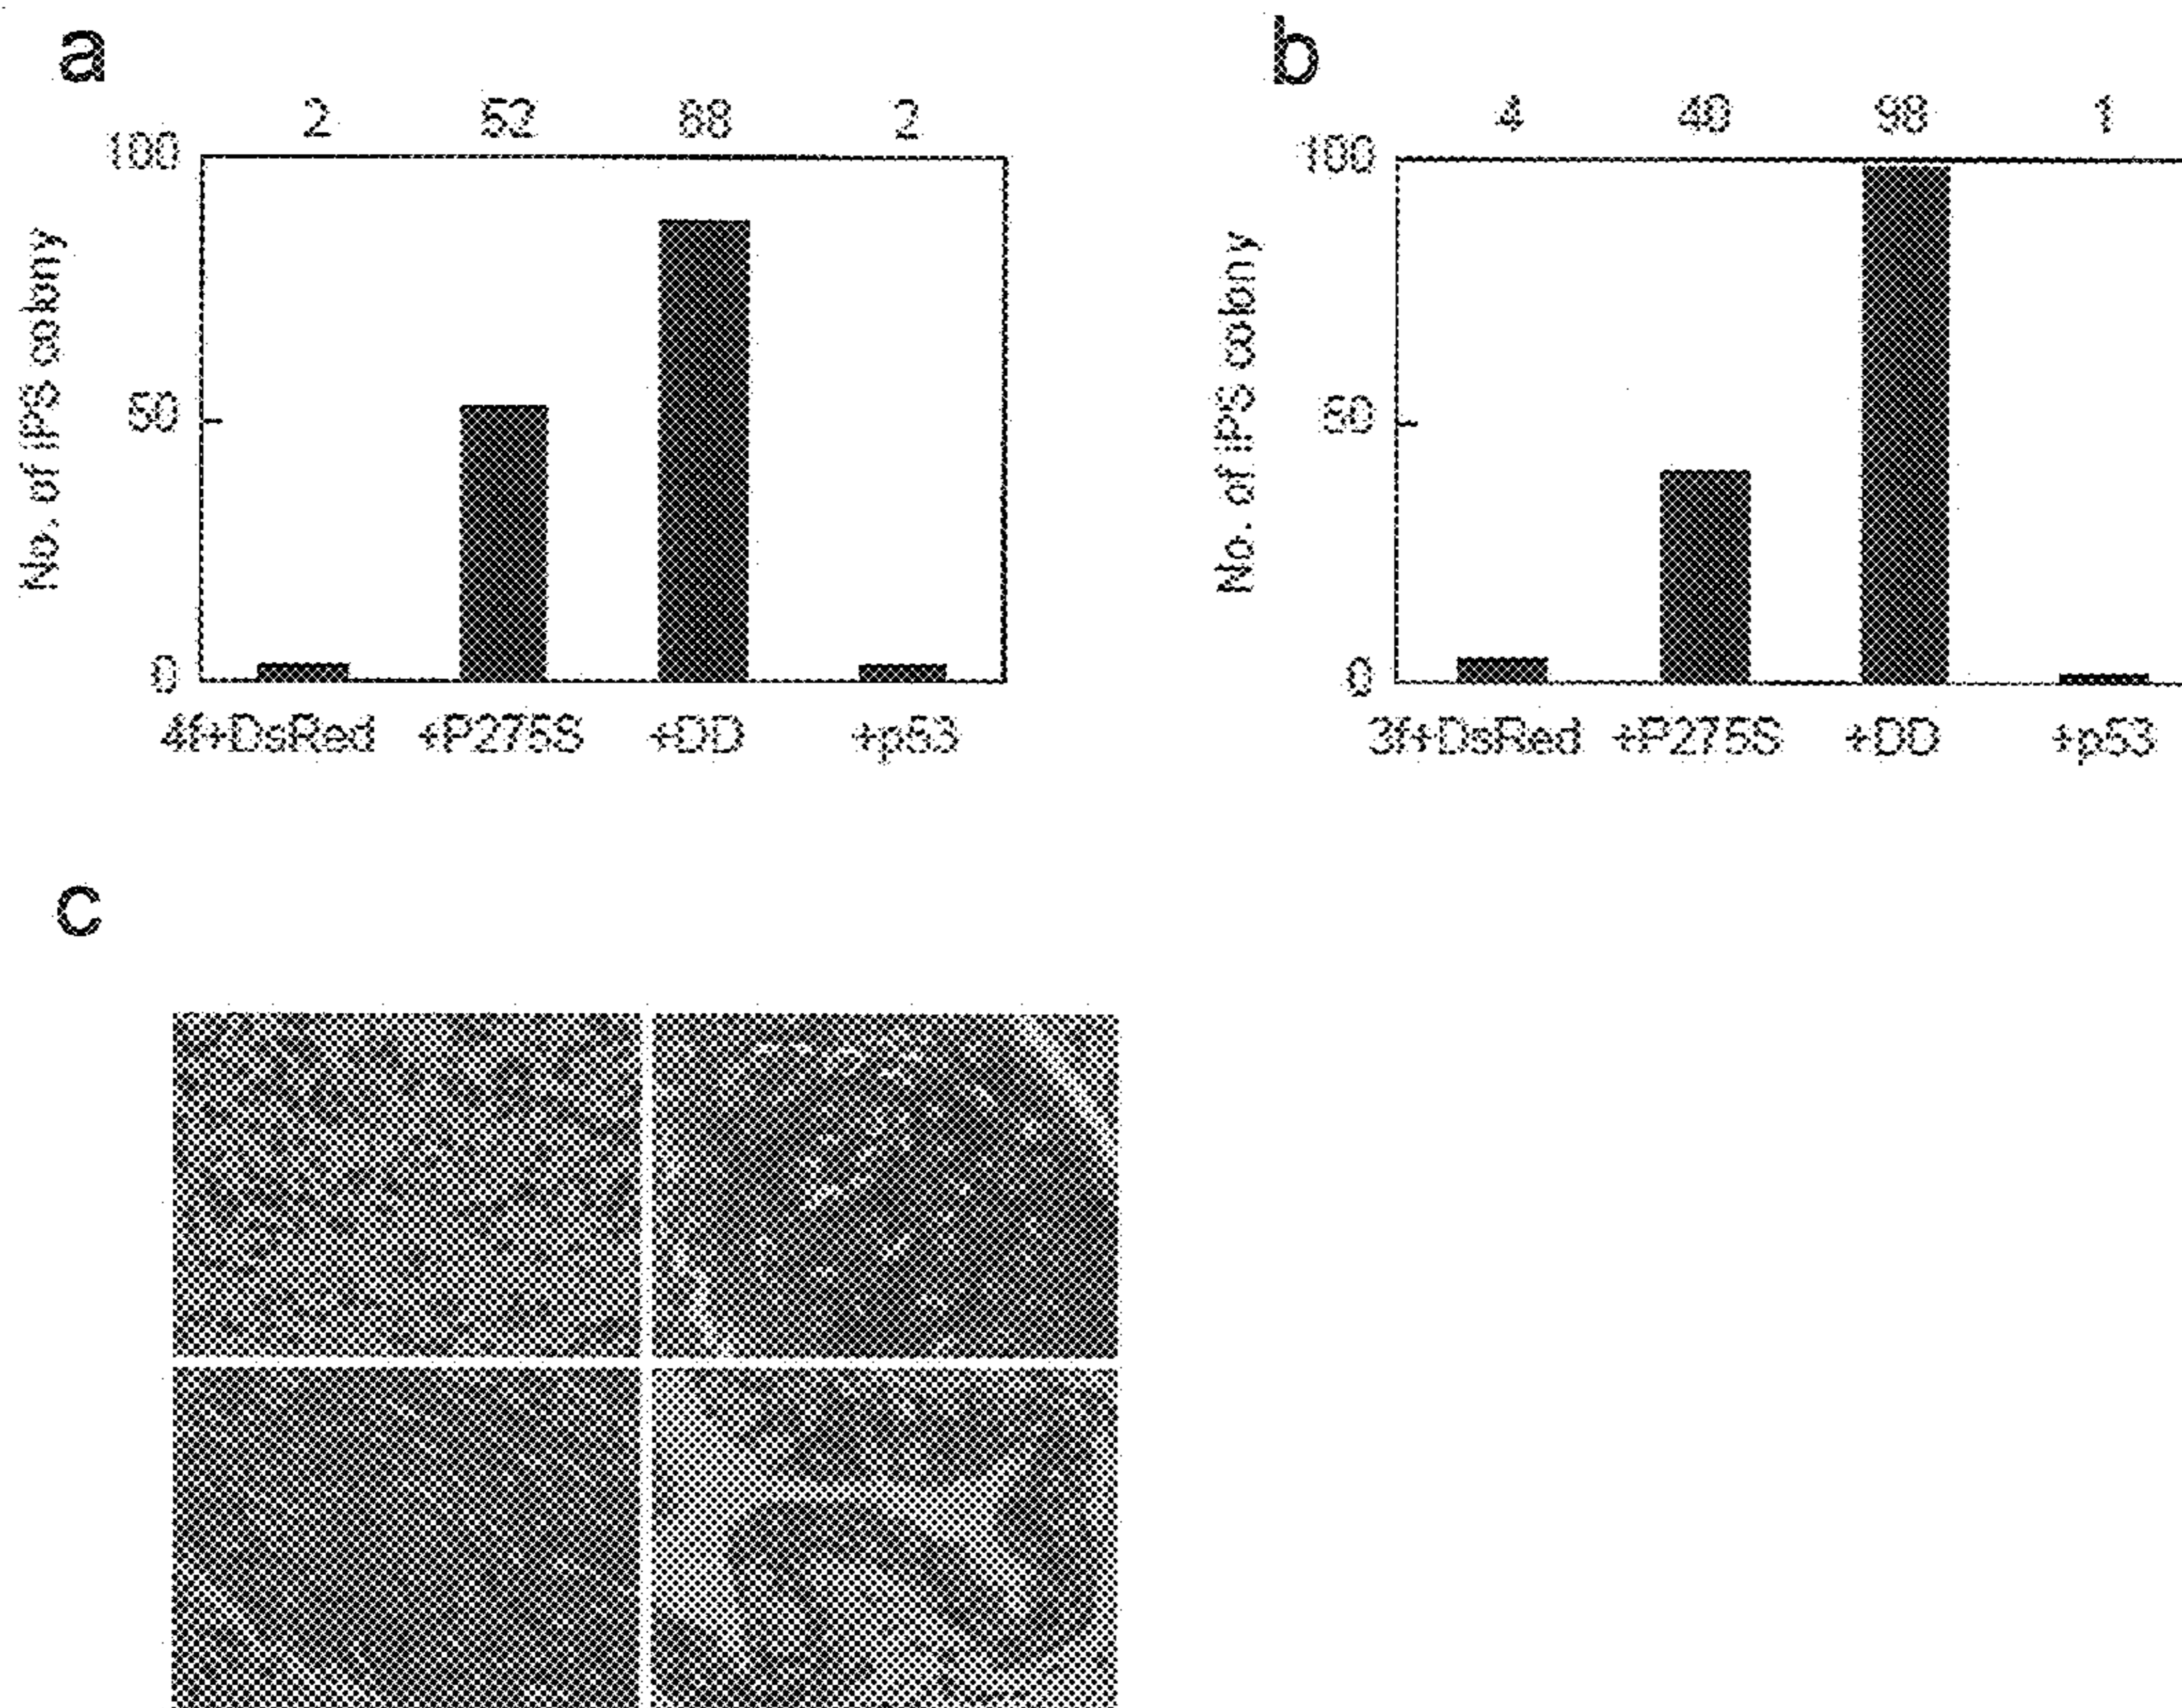 a
2 52 88 2
100
50
0
No. of iPS colony
4f+DsRed +P275S +DD +p53
b
4 40 98 1
100
50
0
No. of iPS colony
3f+DsRed +P275S +DD +p53
c